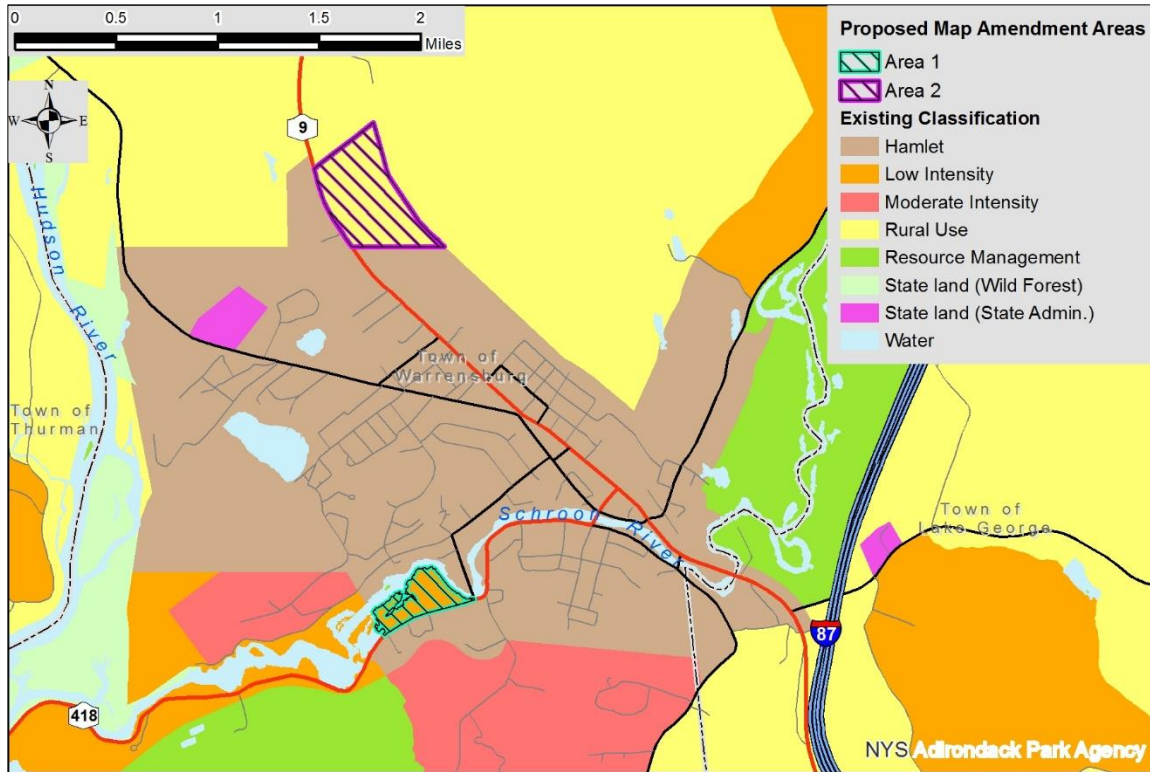 0 0.5 1 1.5 2
Miles
N
W E
S
9
Hudson River
Town of
Thurman
Town of
Warrensburg
Schroon River
Town of
Lake George
87
418
Proposed Map Amendment Areas
Area 1
Area 2
Existing Classification
Hamlet
Low Intensity
Moderate Intensity
Rural Use
Resource Management
State land (Wild Forest)
State land (State Admin.)
Water
NYS Adirondack Park Agency